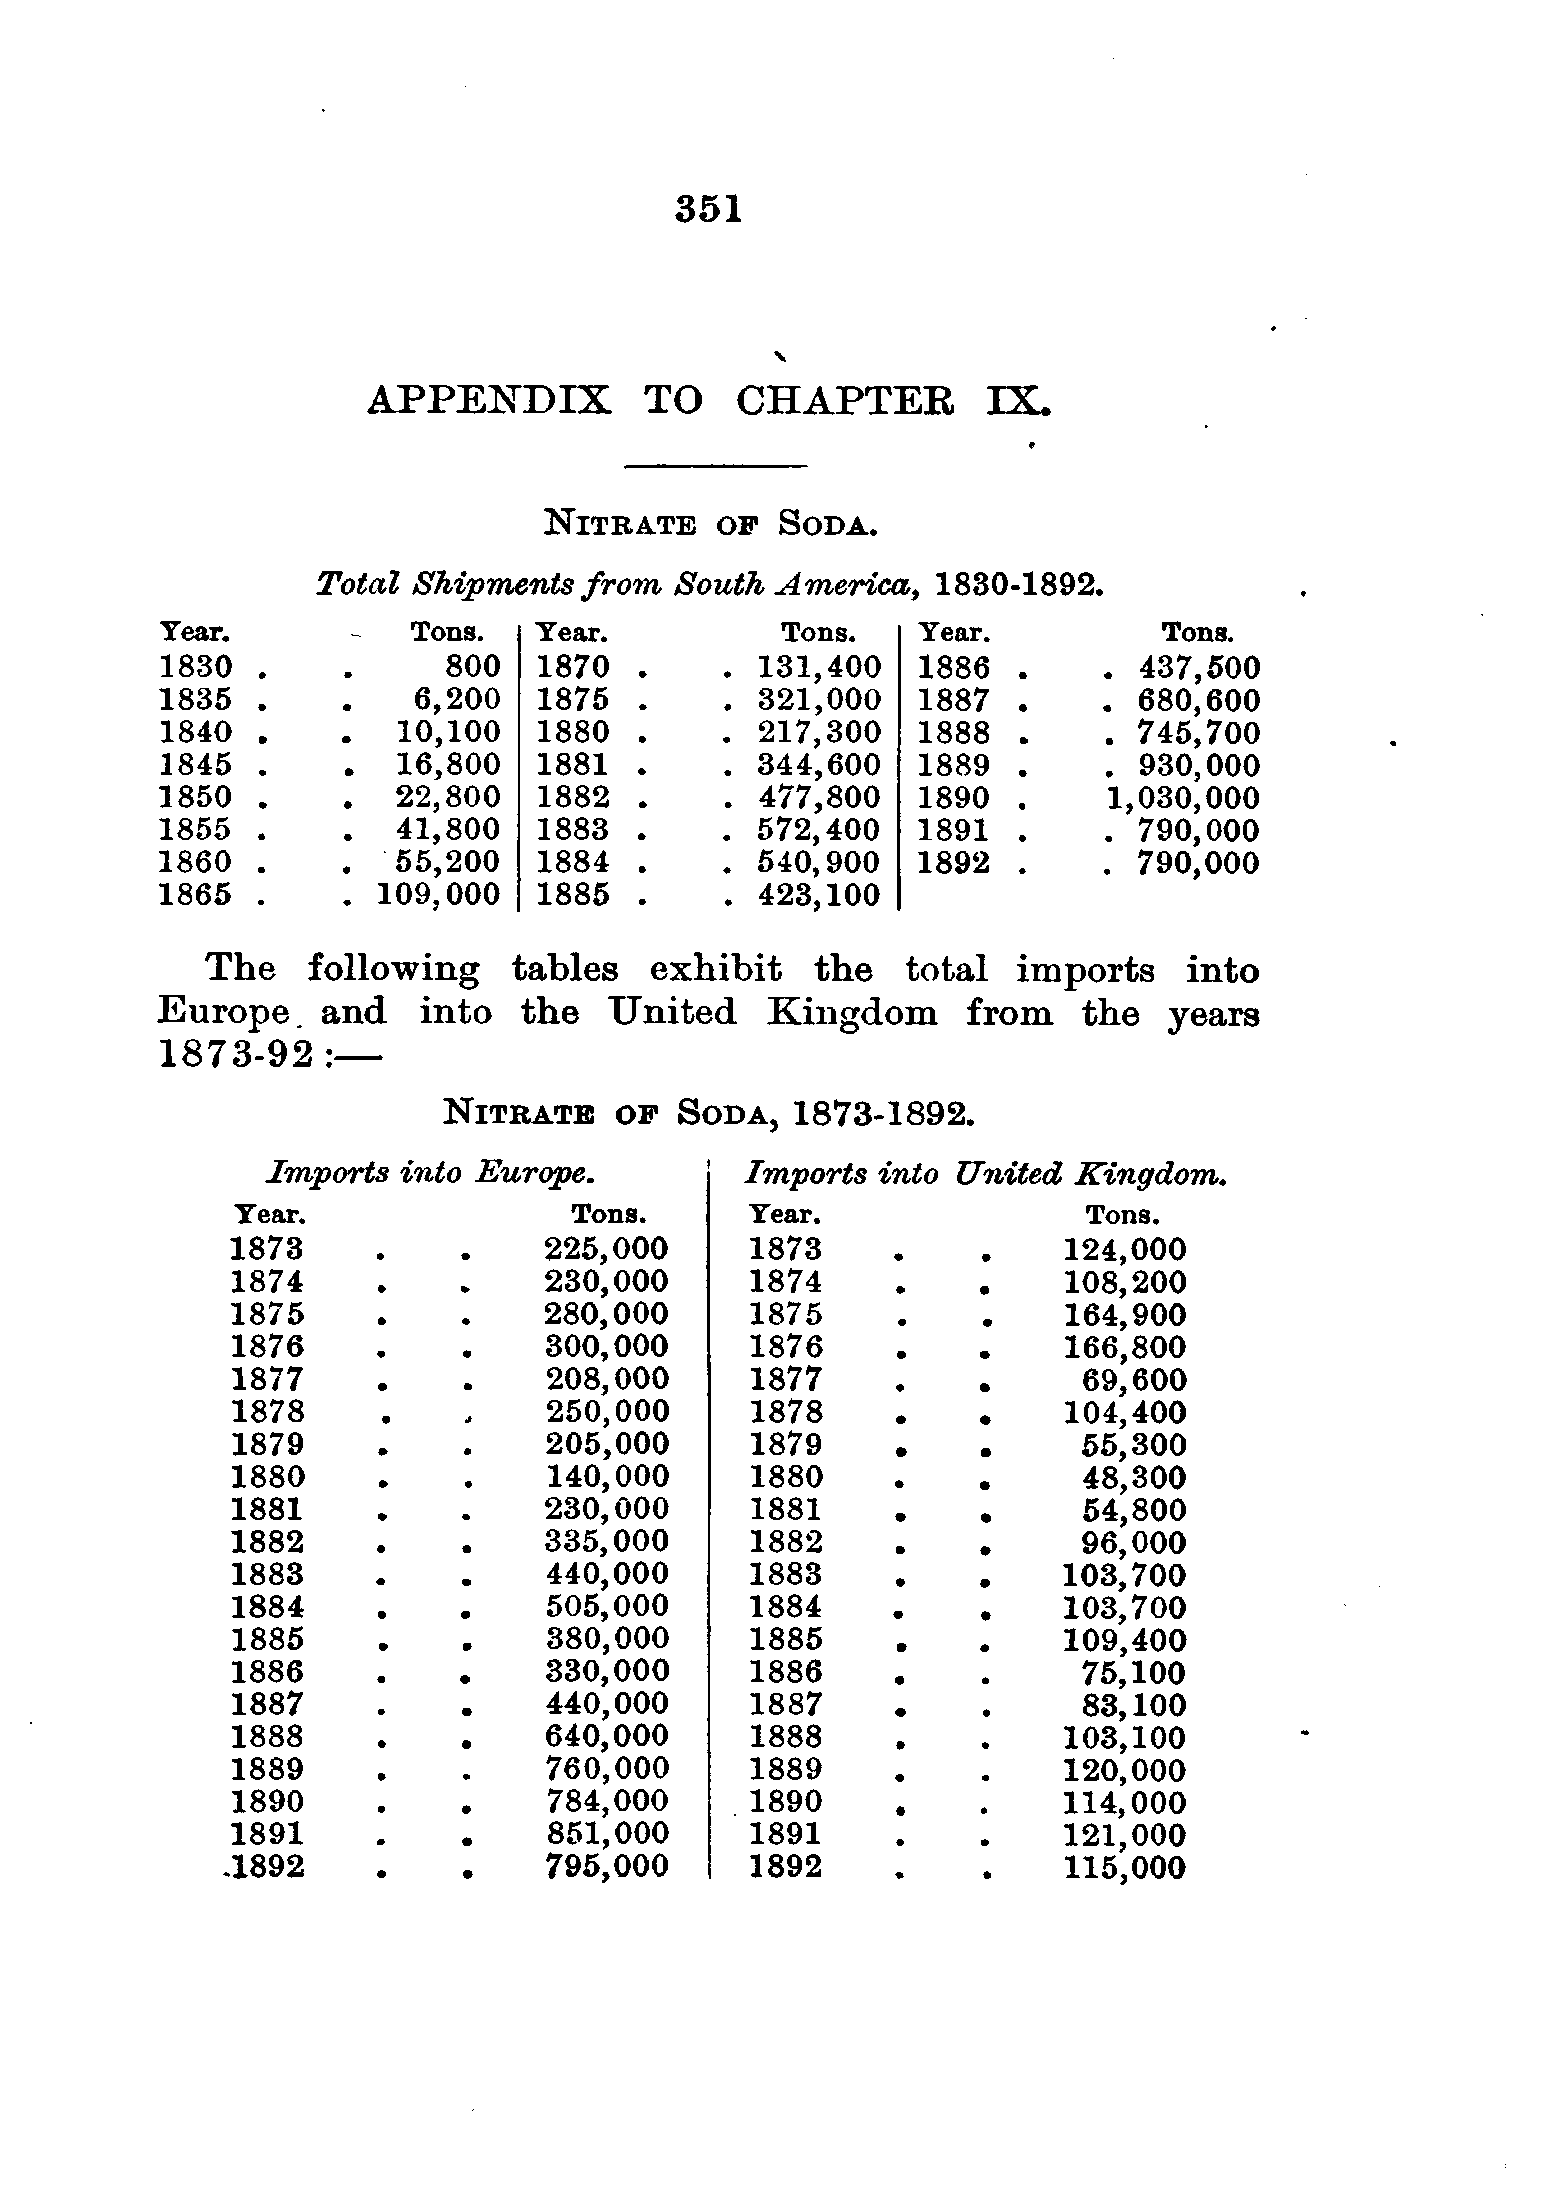 351
APPENDIX TO CHAPTER IX.
NITRATE OF SODA.
Total Shipments from South America, 1830-1892.
Year. Tons. Year. Tons. Year. Tons.
1830 . . 800 1870 . . 131,400 1886 . . 437,500
1835 . . 6,200 1875 . . 321,000 1887 . . 680,600
1840 . . 10,100 1880 . . 217,300 1888 . . 745,700
1845 . . 16,800 1881 . . 344,600 1889 . . 930,000
1850 . . 22,800 1882 . . 477,800 1890 . 1,030,000
1855 . . 41,800 1883 . . 572,400 1891 . . 790,000
1860 . . 55,200 1884 . . 540,900 1892 . . 790,000
1865 . . 109,000 1885 . . 423,100
The following tables exhibit the total imports into
Europe and into the United Kingdom from the years
1873-92 :—
NITRATE OF SODA, 1873-1892.
Imports into Europe. Imports into United Kingdom.
Year. Tons. Year. Tons.
1873 . . 225,000 1873 . . 124,000
1874 . . 230,000 1874 . . 108,200
1875 . . 280,000 1875 . . 164,900
1876 . . 300,000 1876 . . 166,800
1877 . . 208,000 1877 . . 69,600
1878 . . 250,000 1878 . . 104,400
1879 . . 205,000 1879 . . 55,300
1880 . . 140,000 1880 . . 48,300
1881 . . 230,000 1881 . . 54,800
1882 . . 335,000 1882 . . 96,000
1883 . . 440,000 1883 . . 103,700
1884 . . 505,000 1884 . . 103,700
1885 . . 380,000 1885 . . 109,400
1886 . . 330,000 1886 . . 75,100
1887 . . 440,000 1887 . . 83,100
1888 . . 640,000 1888 . . 103,100
1889 . . 760,000 1889 . . 120,000
1890 . . 784,000 1890 . . 114,000
1891 . . 851,000 1891 . . 121,000
1892 . . 795,000 1892 . . 115,000